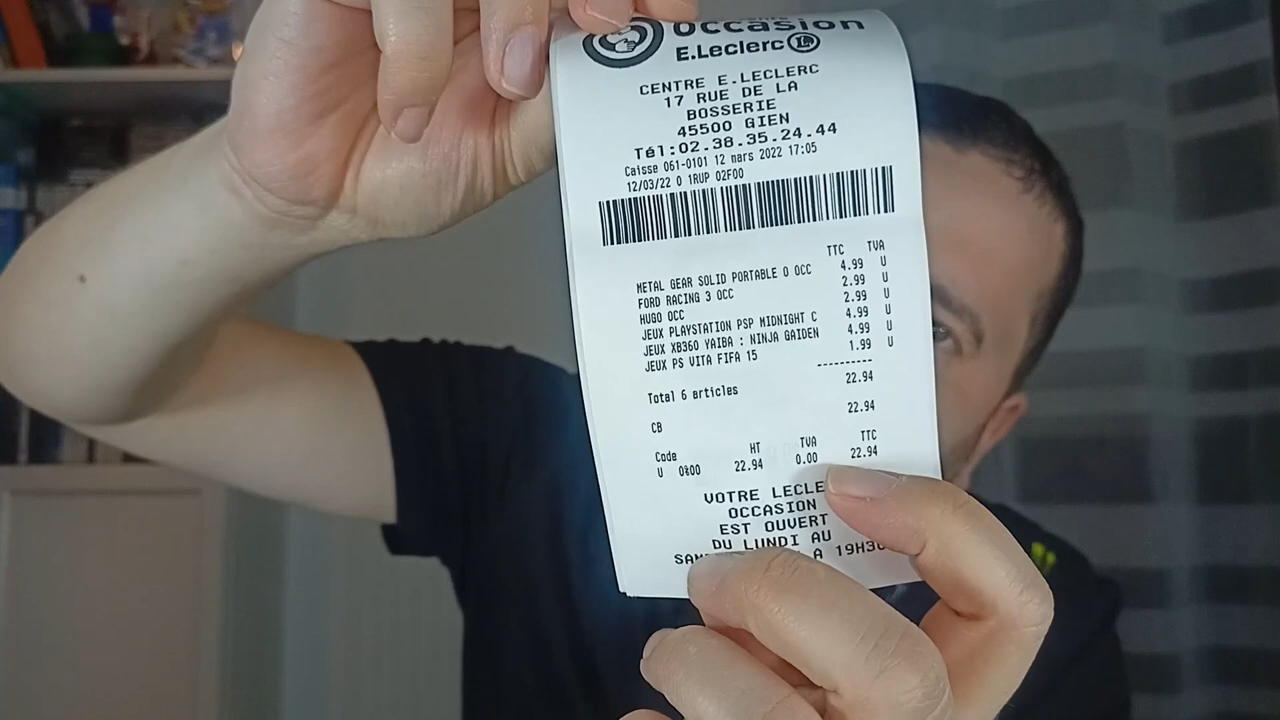 occasion
E.Leclerc L
CENTRE E.LECLERC
17 RUE DE LA
BOSSERIE
45500 GIEN
Tél:02.38.35.24.44
Caisse 061-0101 12 mars 2022 17:05
12/03/22 0 1RUP 02F00
TTC TVA
METAL GEAR SOLID PORTABLE O OCC 4.99 U
FORD RACING 3 OCC 2.99 U
HUGO OCC 2.99 U
JEUX PLAYSTATION PSP MIDNIGHT C 4.99 U
JEUX XB360 YAIBA : NINJA GAIDEN 4.99 U
JEUX PS VITA FIFA 15 1.99 U
----------
Total 6 articles 22.94
CB 22.94
Code HT TVA TTC
U 0%00 22.94 0.00 22.94
VOTRE LECLE
OCCASION
EST OUVERT
DU LUNDI AU
A 19H30